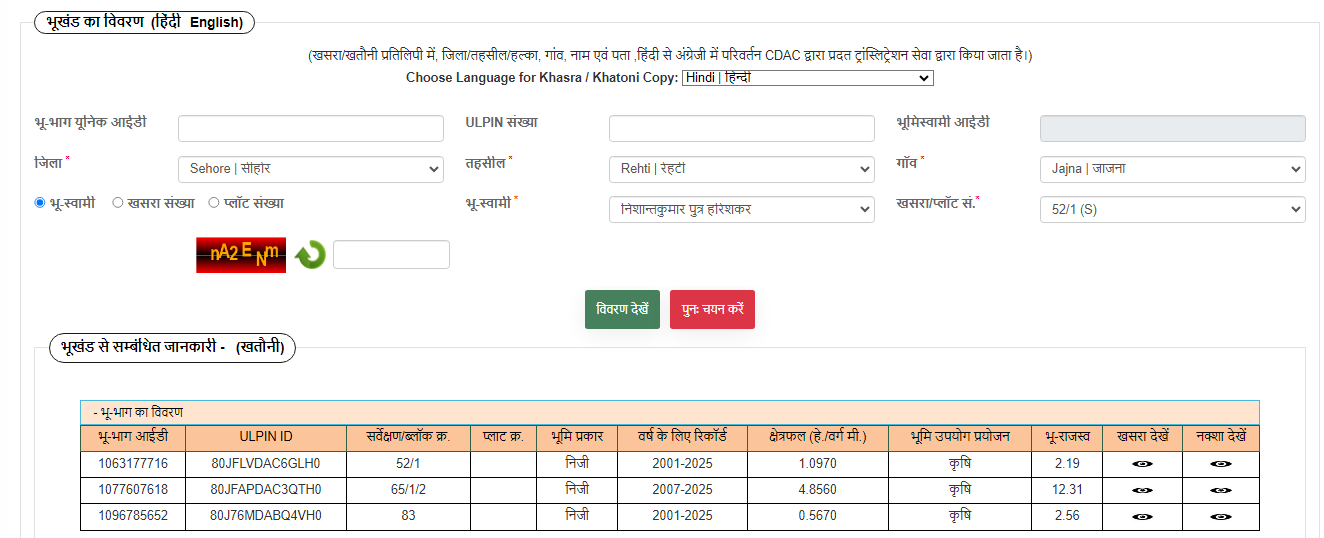 भूखंड का विवरण (हिंदी English)
(खसरा/खतौनी प्रतिलिपी में, जिला/तहसील/हल्का, गांव, नाम एवं पता ,हिंदी से अंग्रेजी में परिवर्तन CDAC द्वारा प्रदत ट्रांस्लिट्रेशन सेवा द्वारा किया जाता है।)
Choose Language for Khasra / Khatoni Copy: Hindi | हिन्दी
भू-भाग यूनिक आईडी ULPIN संख्या भूमिस्वामी आईडी
जिला * Sehore | सीहोर तहसील * Rehti | रेहटी गाँव * Jajna | जाजना
भू-स्वामी खसरा संख्या प्लॉट संख्या भू-स्वामी * निशान्तकुमार पुत्र हरिशंकर खसरा/प्लॉट सं.* 52/1 (S)
nA2ENm
विवरण देखें पुनः चयन करें
भूखंड से सम्बंधित जानकारी - (खतौनी)
- भू-भाग का विवरण
भू-भाग आईडी ULPIN ID सर्वेक्षण/ब्लॉक क्र. प्लाट क्र. भूमि प्रकार वर्ष के लिए रिकॉर्ड क्षेत्रफल (हे./वर्ग मी.) भूमि उपयोग प्रयोजन भू-राजस्व खसरा देखें नक्शा देखें
1063177716 80JFLVDAC6GLH0 52/1 निजी 2001-2025 1.0970 कृषि 2.19
1077607618 80JFAPDAC3QTH0 65/1/2 निजी 2007-2025 4.8560 कृषि 12.31
1096785652 80J76MDABQ4VH0 83 निजी 2001-2025 0.5670 कृषि 2.56